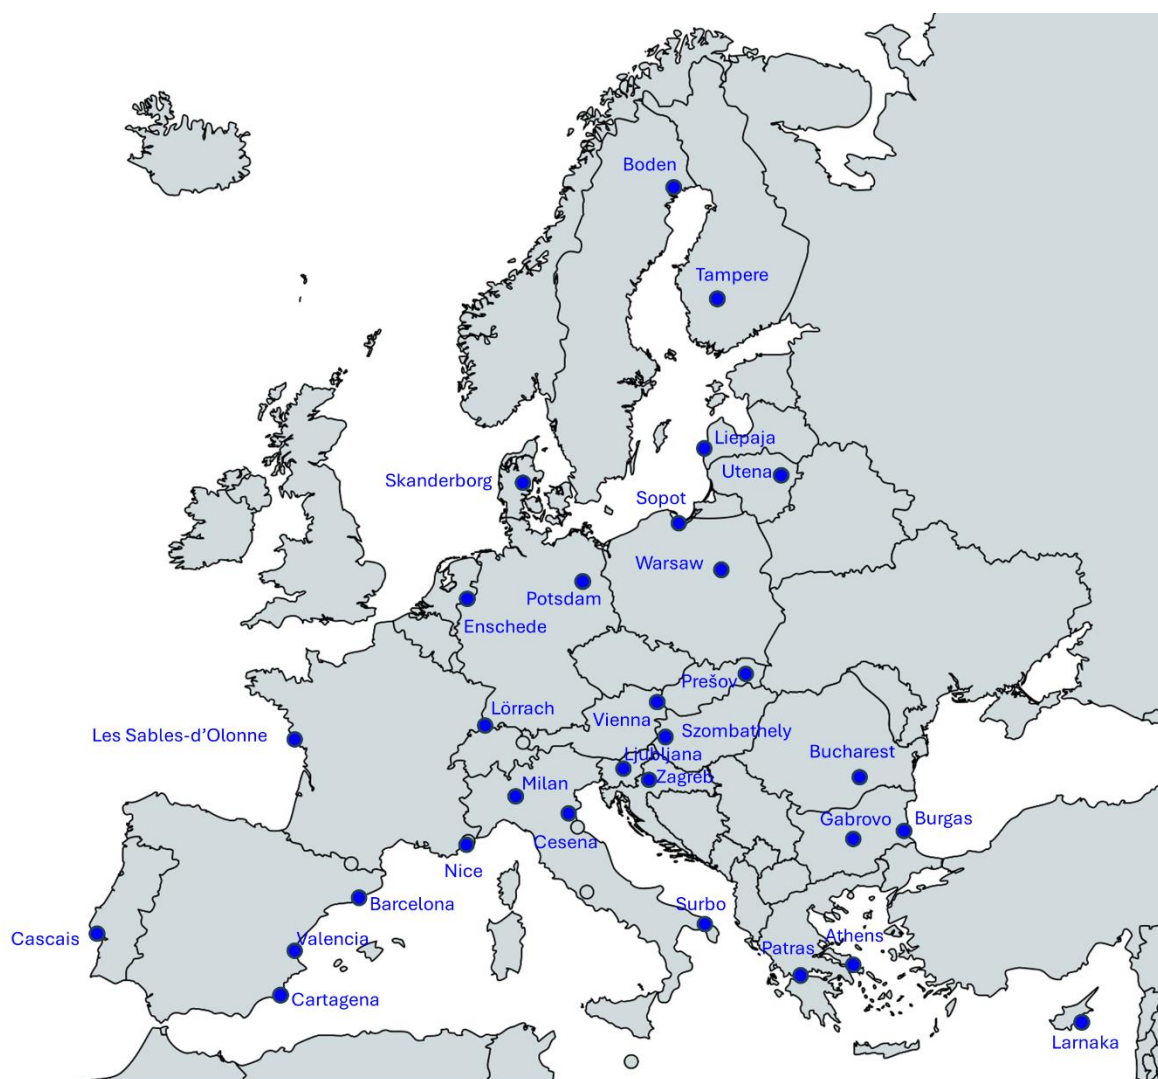 Boden
Tampere
Liepaja
Utena
Skanderborg
Sopot
Warsaw
Potsdam
Enschede
Prešov
Lörrach
Vienna
Szombathely
Les Sables-d’Olonne
Ljubljana
Bucharest
Zagreb
Milan
Gabrovo
Burgas
Cesena
Nice
Barcelona
Surbo
Cascais
Valencia
Athens
Patras
Cartagena
Larnaka